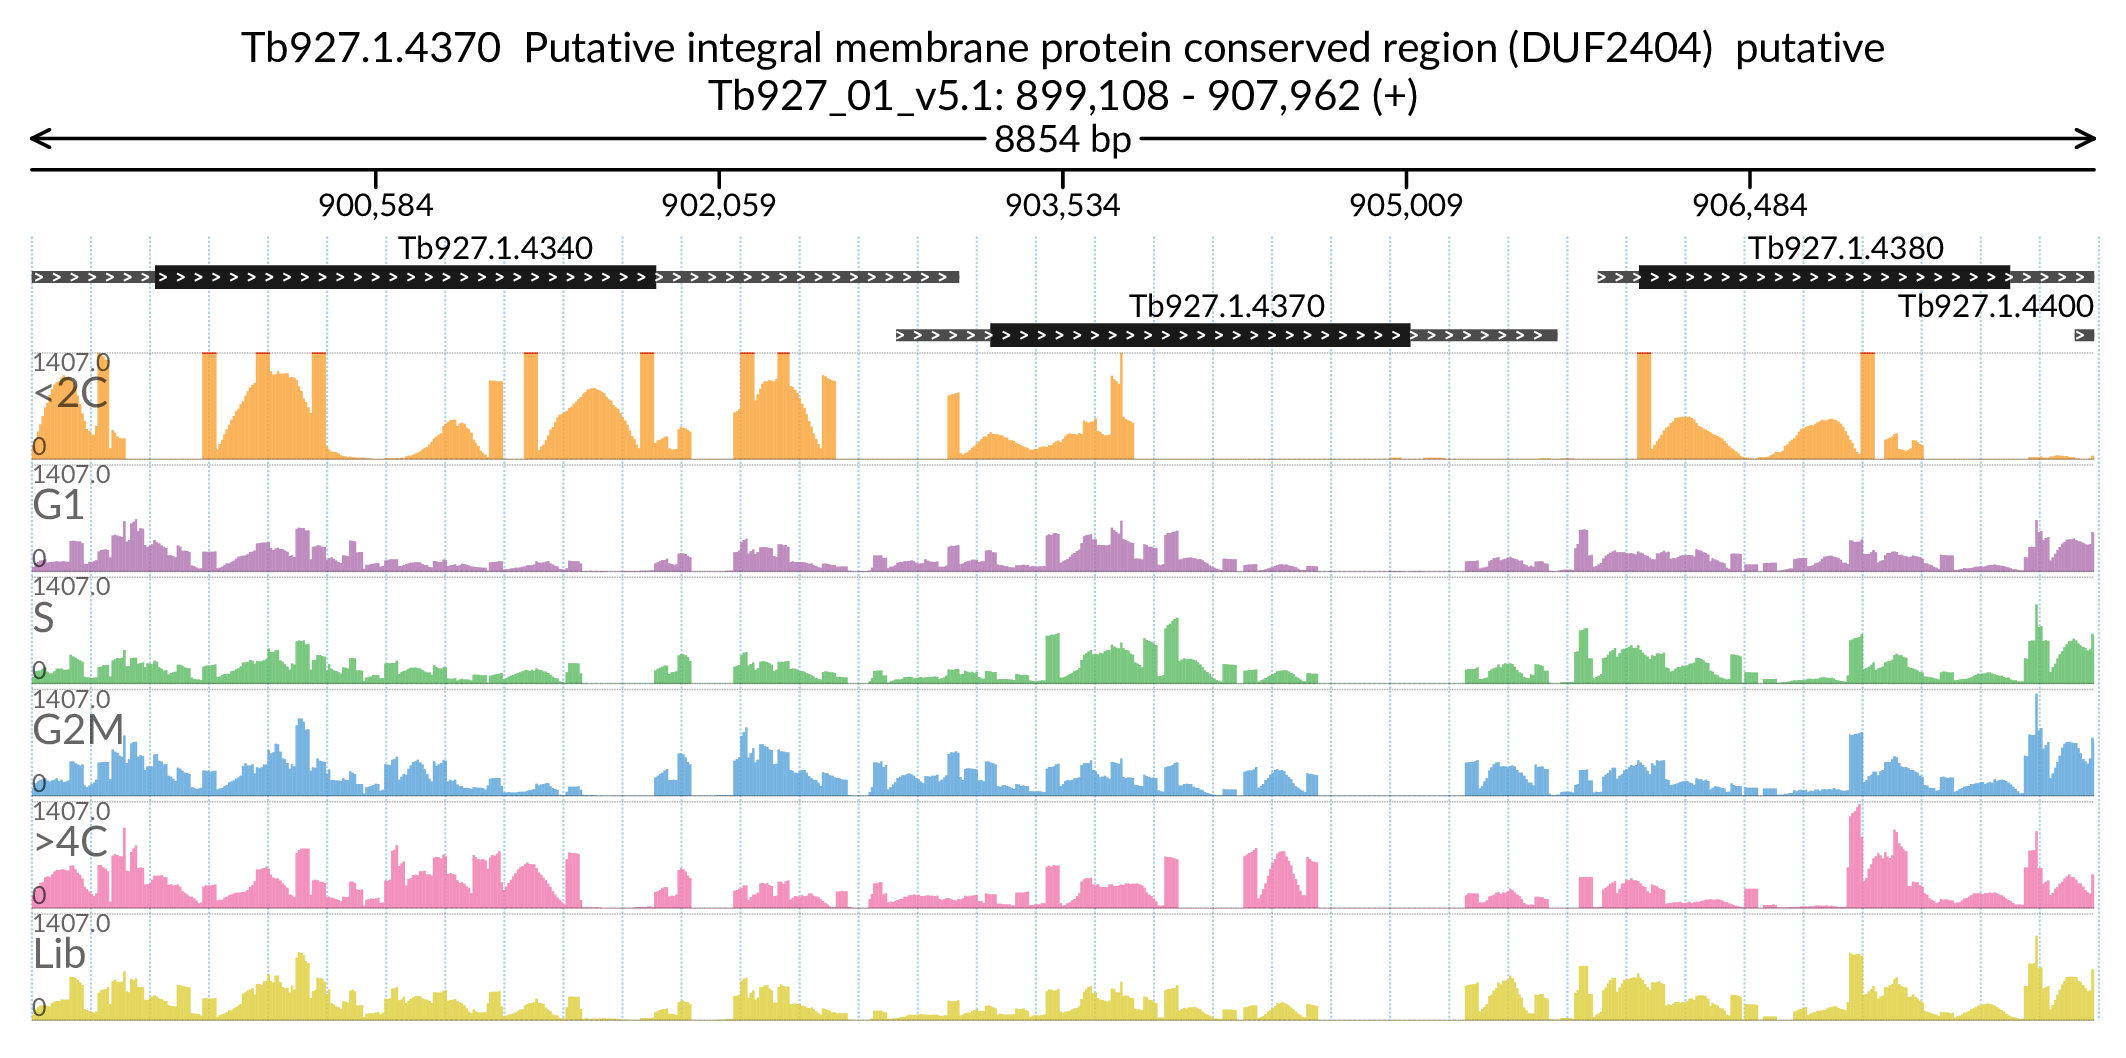 Tb927.1.4370  Putative integral membrane protein conserved region (DUF2404)  putative
Tb927_01_v5.1: 899,108 - 907,962 (+)
8854 bp
900,584 902,059 903,534 905,009 906,484
Tb927.1.4340 Tb927.1.4380
Tb927.1.4370 Tb927.1.4400
1407.0
<2C
0
1407.0
G1
0
1407.0
S
0
1407.0
G2M
0
1407.0
>4C
0
1407.0
Lib
0